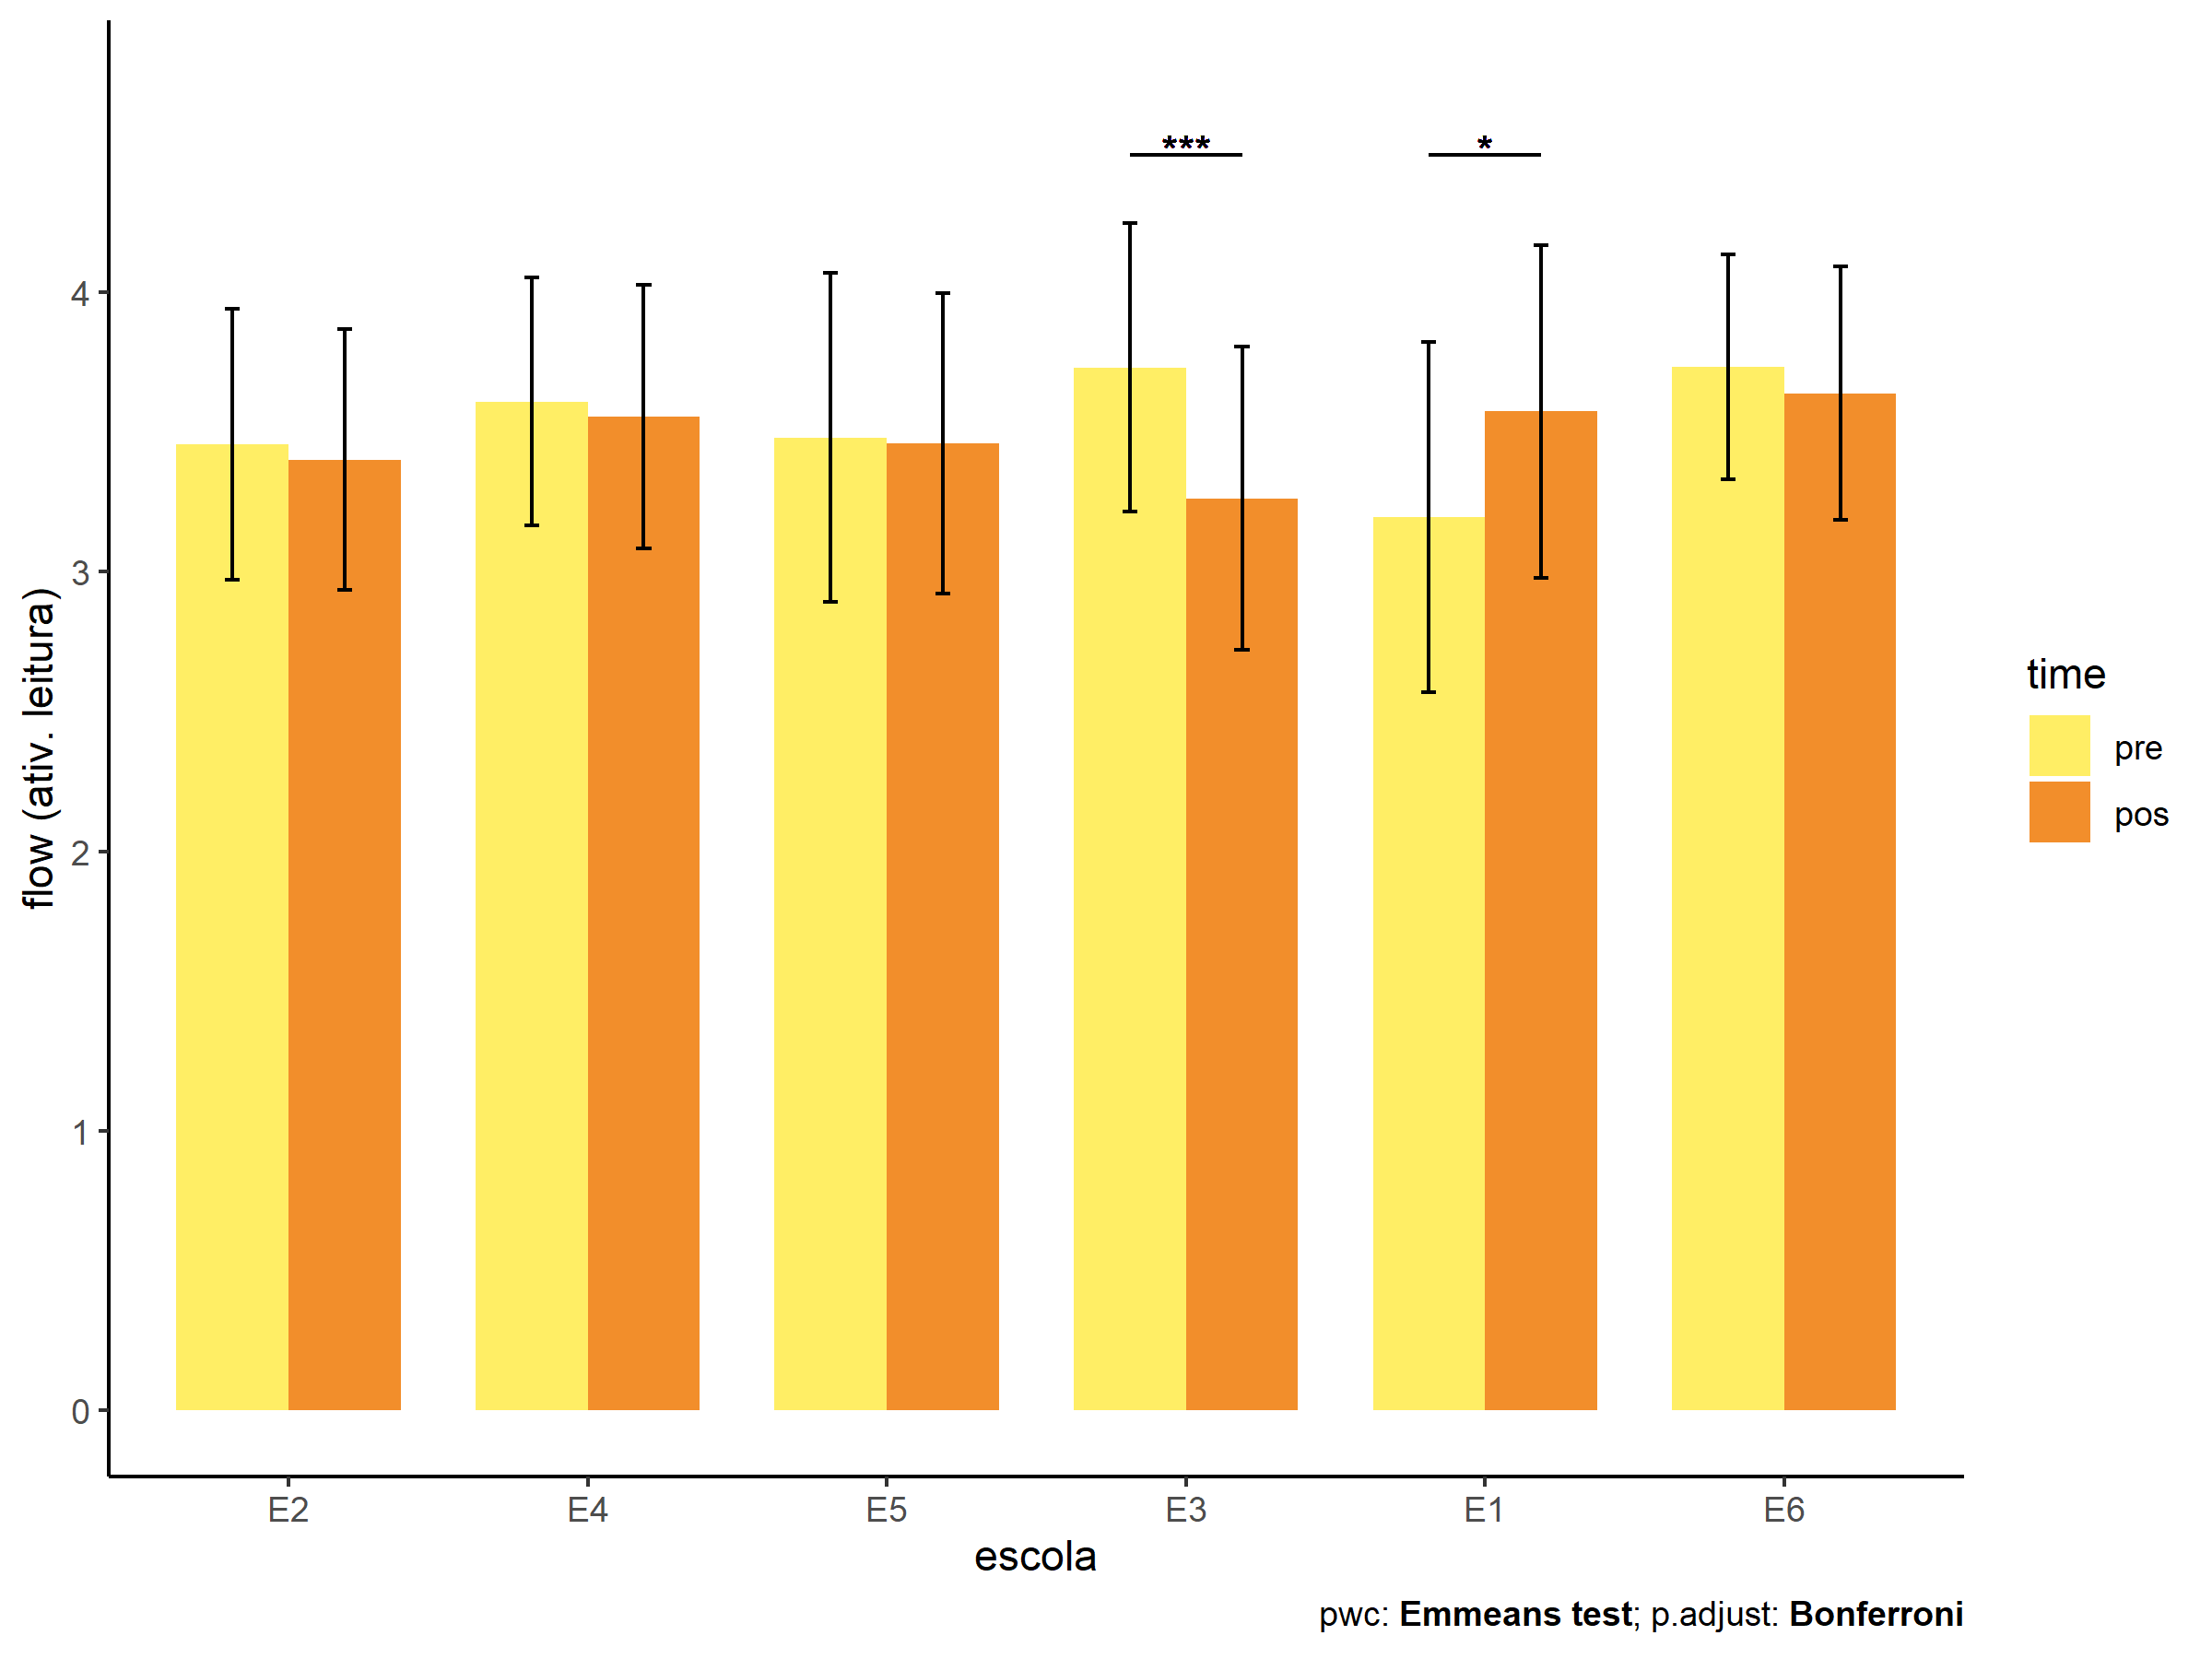 *** *
4
3
2
1
0
flow (ativ. leitura)
time
pre
pos
E2 E4 E5 E3 E1 E6
escola
pwc: Emmeans test; p.adjust: Bonferroni